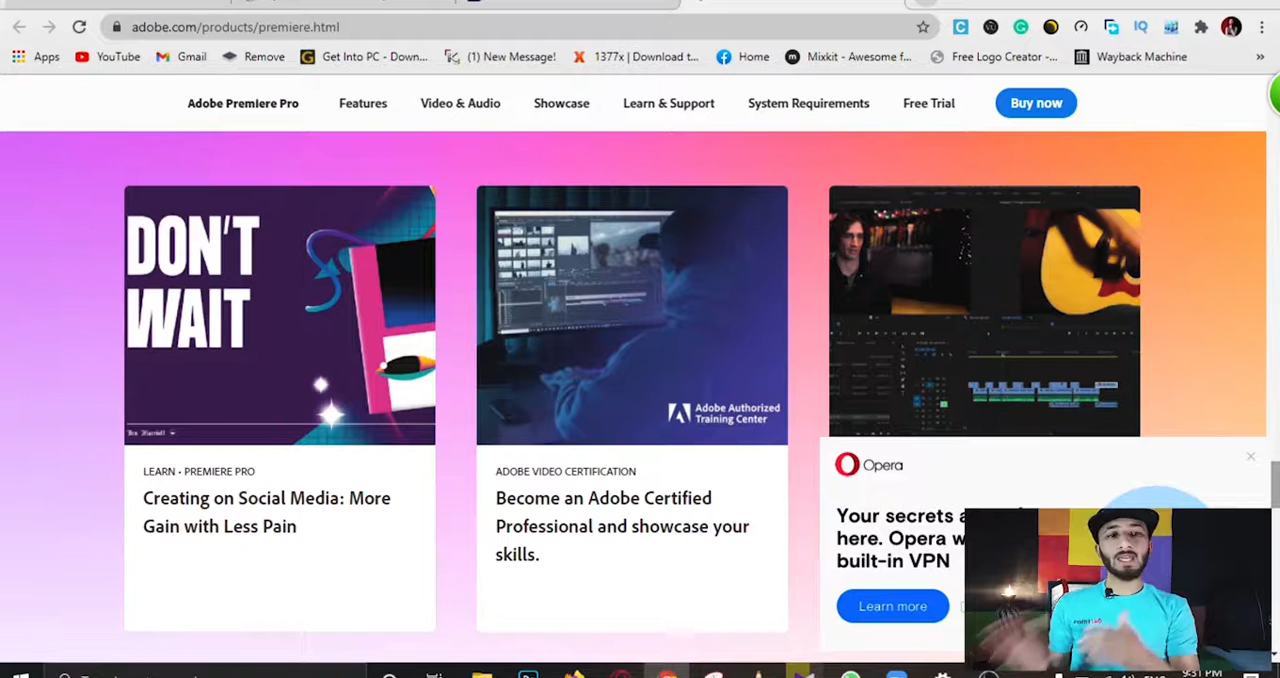 adobe.com/products/premiere.html
Apps YouTube Gmail Remove Get Into PC - Down... (1) New Message! 1377x | Download t... Home Mixkit - Awesome f... Free Logo Creator -... Wayback Machine »
Adobe Premiere Pro Features Video & Audio Showcase Learn & Support System Requirements Free Trial Buy now
DON'T
WAIT
Adobe Authorized
Training Center
LEARN • PREMIERE PRO
Creating on Social Media: More
Gain with Less Pain
ADOBE VIDEO CERTIFICATION
Become an Adobe Certified
Professional and showcase your
skills.
Opera
Your secrets
here. Opera
built-in VPN
Learn more
9:31 PM